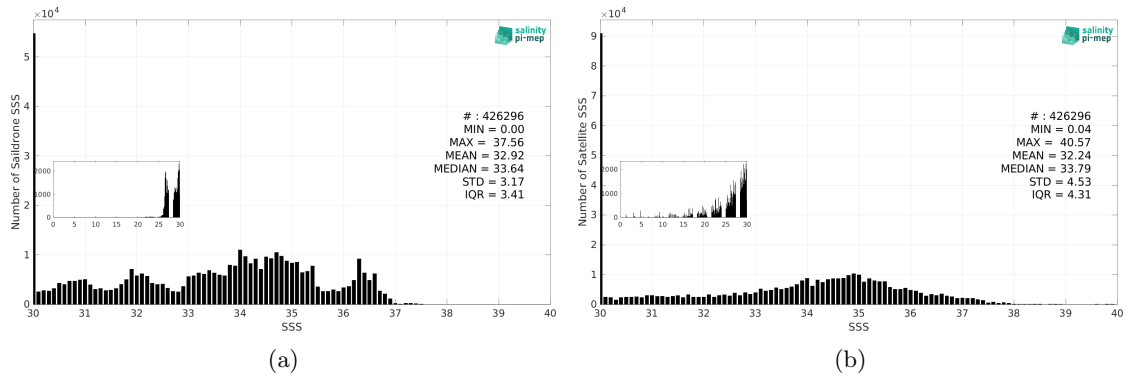 ×10⁴
salinity
pi-mep
5
4
3
2
1
0
Number of Saildrone SSS
# : 426296
MIN = 0.00
MAX = 37.56
MEAN = 32.92
MEDIAN = 33.64
STD = 3.17
IQR = 3.41
2000
1000
0
0 5 10 15 20 25 30
30 31 32 33 34 35 36 37 38 39 40
SSS
(a)
×10⁴
salinity
pi-mep
9
8
7
6
5
4
3
2
1
0
Number of Satellite SSS
# : 426296
MIN = 0.04
MAX = 40.57
MEAN = 32.24
MEDIAN = 33.79
STD = 4.53
IQR = 4.31
2000
1000
0
0 5 10 15 20 25 30
30 31 32 33 34 35 36 37 38 39 40
SSS
(b)